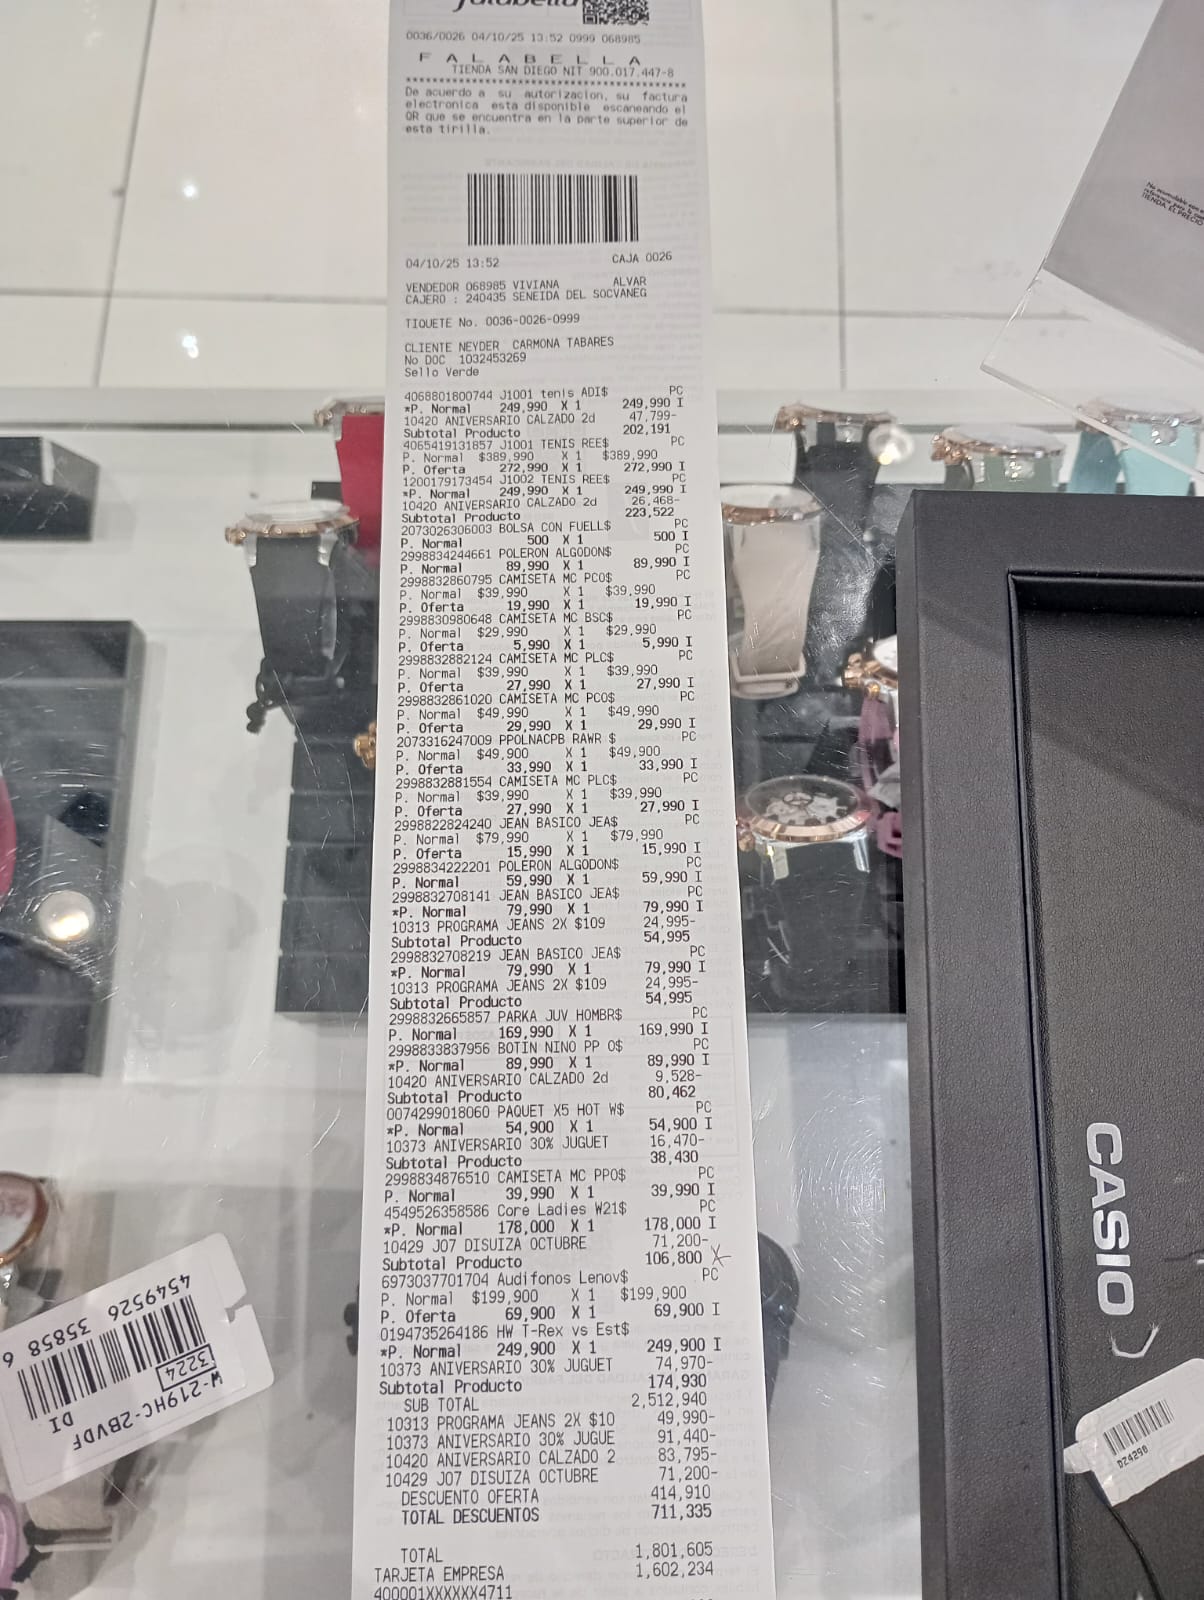 falabella
0036/0026 04/10/25 13:52 0999 068985
F A L A B E L L A
TIENDA SAN DIEGO NIT 900.017.447-8
****************************************
De acuerdo a su autorizacion, su factura
electronica esta disponible escaneando el
QR que se encuentra en la parte superior de
esta tirilla.
04/10/25 13:52 CAJA 0026
VENDEDOR 068985 VIVIANA ALVAR
CAJERO : 240435 SENEIDA DEL SOCVANEG
TIQUETE No. 0036-0026-0999
CLIENTE NEYDER CARMONA TABARES
No DOC 1032453269
Sello Verde
4068801800744 J1001 tenis ADI$ PC
*P. Normal 249,990 X 1 249,990 I
10420 ANIVERSARIO CALZADO 2d 47,799-
Subtotal Producto 202,191
4065419131857 J1001 TENIS REE$ PC
P. Normal $389,990 X 1 $389,990
P. Oferta 272,990 X 1 272,990 I
1200179173454 J1002 TENIS REE$ PC
*P. Normal 249,990 X 1 249,990 I
10420 ANIVERSARIO CALZADO 2d 26,468-
Subtotal Producto 223,522
2073026306003 BOLSA CON FUELL$ PC
P. Normal 500 X 1 500 I
2998834244661 POLERON ALGODON$ PC
P. Normal 89,990 X 1 89,990 I
2998832860795 CAMISETA MC PCO$ PC
P. Normal $39,990 X 1 $39,990
P. Oferta 19,990 X 1 19,990 I
2998830980648 CAMISETA MC BSC$ PC
P. Normal $29,990 X 1 $29,990
P. Oferta 5,990 X 1 5,990 I
2998832882124 CAMISETA MC PLC$ PC
P. Normal $39,990 X 1 $39,990
P. Oferta 27,990 X 1 27,990 I
2998832861020 CAMISETA MC PCO$ PC
P. Normal $49,990 X 1 $49,990
P. Oferta 29,990 X 1 29,990 I
2073316247009 PPOLNACPB RAWR $ PC
P. Normal $49,900 X 1 $49,900
P. Oferta 33,990 X 1 33,990 I
2998832881554 CAMISETA MC PLC$ PC
P. Normal $39,990 X 1 $39,990
P. Oferta 27,990 X 1 27,990 I
2998822824240 JEAN BASICO JEA$ PC
P. Normal $79,990 X 1 $79,990
P. Oferta 15,990 X 1 15,990 I
2998834222201 POLERON ALGODON$ PC
P. Normal 59,990 X 1 59,990 I
2998832708141 JEAN BASICO JEA$ PC
*P. Normal 79,990 X 1 79,990 I
10313 PROGRAMA JEANS 2X $109 24,995-
Subtotal Producto 54,995
2998832708219 JEAN BASICO JEA$ PC
*P. Normal 79,990 X 1 79,990 I
10313 PROGRAMA JEANS 2X $109 24,995-
Subtotal Producto 54,995
2998832665857 PARKA JUV HOMBR$ PC
P. Normal 169,990 X 1 169,990 I
2998833837956 BOTIN NINO PP O$ PC
*P. Normal 89,990 X 1 89,990 I
10420 ANIVERSARIO CALZADO 2d 9,528-
Subtotal Producto 80,462
0074299018060 PAQUET X5 HOT W$ PC
*P. Normal 54,900 X 1 54,900 I
10373 ANIVERSARIO 30% JUGUET 16,470-
Subtotal Producto 38,430
2998834876510 CAMISETA MC PPO$ PC
P. Normal 39,990 X 1 39,990 I
4549526358586 Core Ladies W21$ PC
*P. Normal 178,000 X 1 178,000 I
10429 J07 DISUIZA OCTUBRE 71,200-
Subtotal Producto 106,800
6973037701704 Audifonos Lenov$ PC
P. Normal $199,900 X 1 $199,900
P. Oferta 69,900 X 1 69,900 I
0194735264186 HW T-Rex vs Est$
*P. Normal 249,900 X 1 249,900 I
10373 ANIVERSARIO 30% JUGUET 74,970-
Subtotal Producto 174,930
SUB TOTAL 2,512,940
10313 PROGRAMA JEANS 2X $10 49,990-
10373 ANIVERSARIO 30% JUGUE 91,440-
10420 ANIVERSARIO CALZADO 2 83,795-
10429 J07 DISUIZA OCTUBRE 71,200-
DESCUENTO OFERTA 414,910
TOTAL DESCUENTOS 711,335
TOTAL 1,801,605
TARJETA EMPRESA 1,602,234
400001XXXXXX4711
4549526 35858 6
3224
W-219HC-2BVDF
DI
CASIO
D24290
TIENDA EL PRECIO